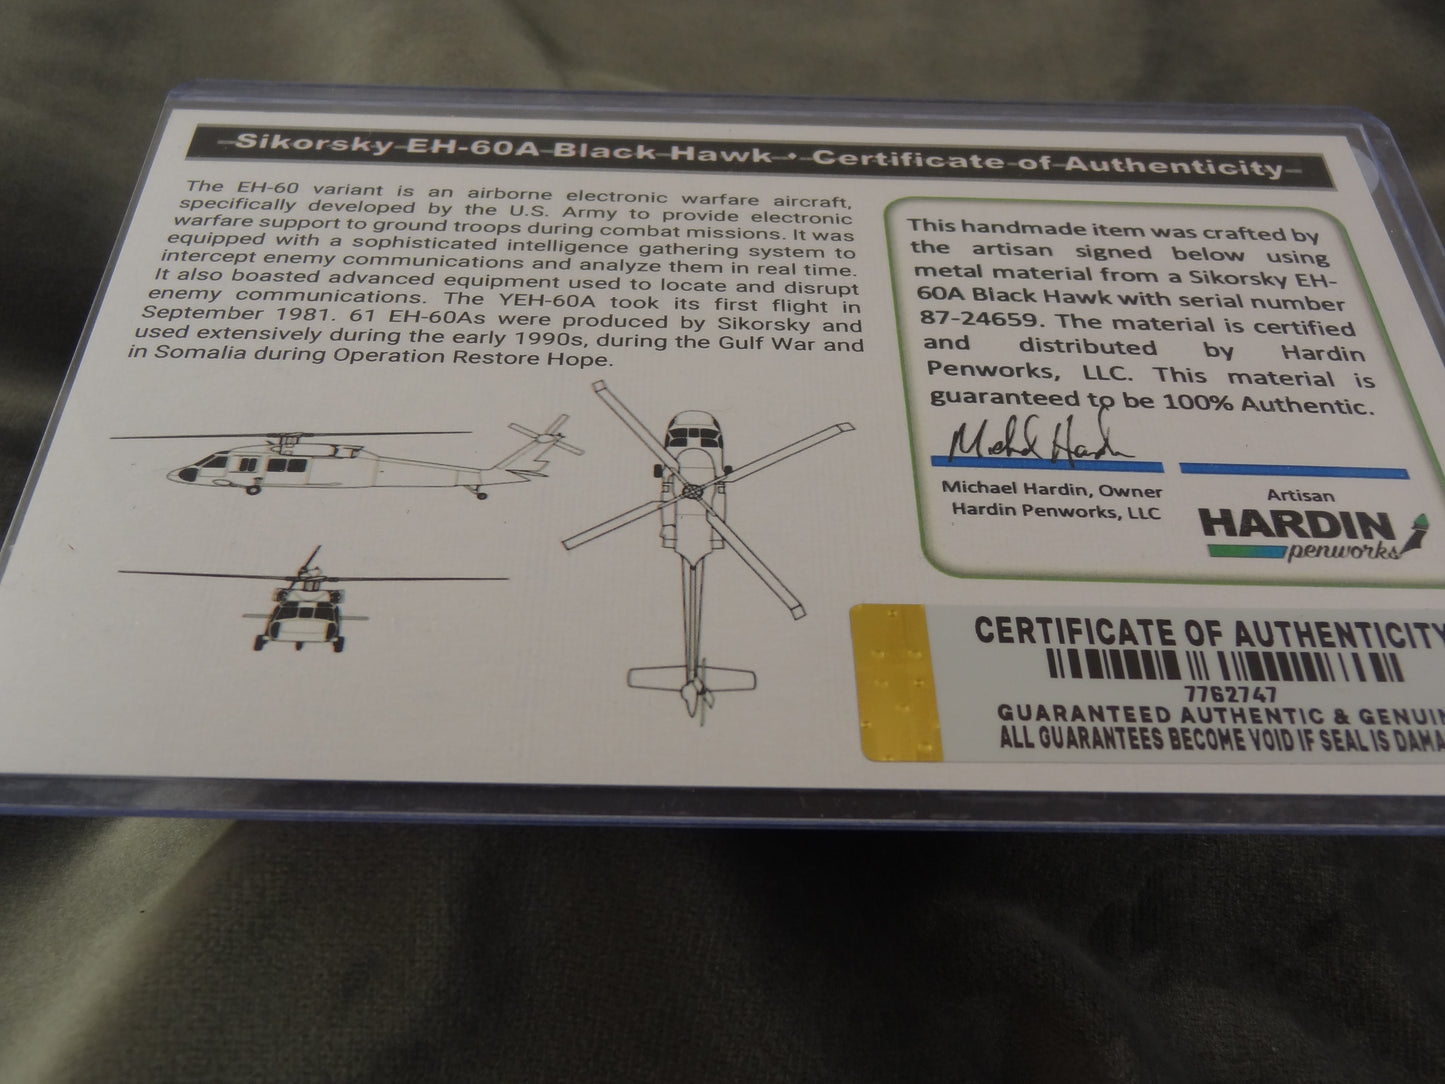 Sikorsky EH-60A Black Hawk • Certificate of Authenticity
The EH-60 variant is an airborne electronic warfare aircraft,
specifically developed by the U.S. Army to provide electronic
warfare support to ground troops during combat missions. It was
equipped with a sophisticated intelligence gathering system to
intercept enemy communications and analyze them in real time.
It also boasted advanced equipment used to locate and disrupt
enemy communications. The YEH-60A took its first flight in
September 1981. 61 EH-60As were produced by Sikorsky and
used extensively during the early 1990s, during the Gulf War and
in Somalia during Operation Restore Hope.
This handmade item was crafted by
the artisan signed below using
metal material from a Sikorsky EH-
60A Black Hawk with serial number
87-24659. The material is certified
and distributed by Hardin
Penworks, LLC. This material is
guaranteed to be 100% Authentic.
Michael Hardin, Owner
Hardin Penworks, LLC
Artisan
HARDIN
penworks
CERTIFICATE OF AUTHENTICITY
7762747
GUARANTEED AUTHENTIC & GENUIN
ALL GUARANTEES BECOME VOID IF SEAL IS DAMA